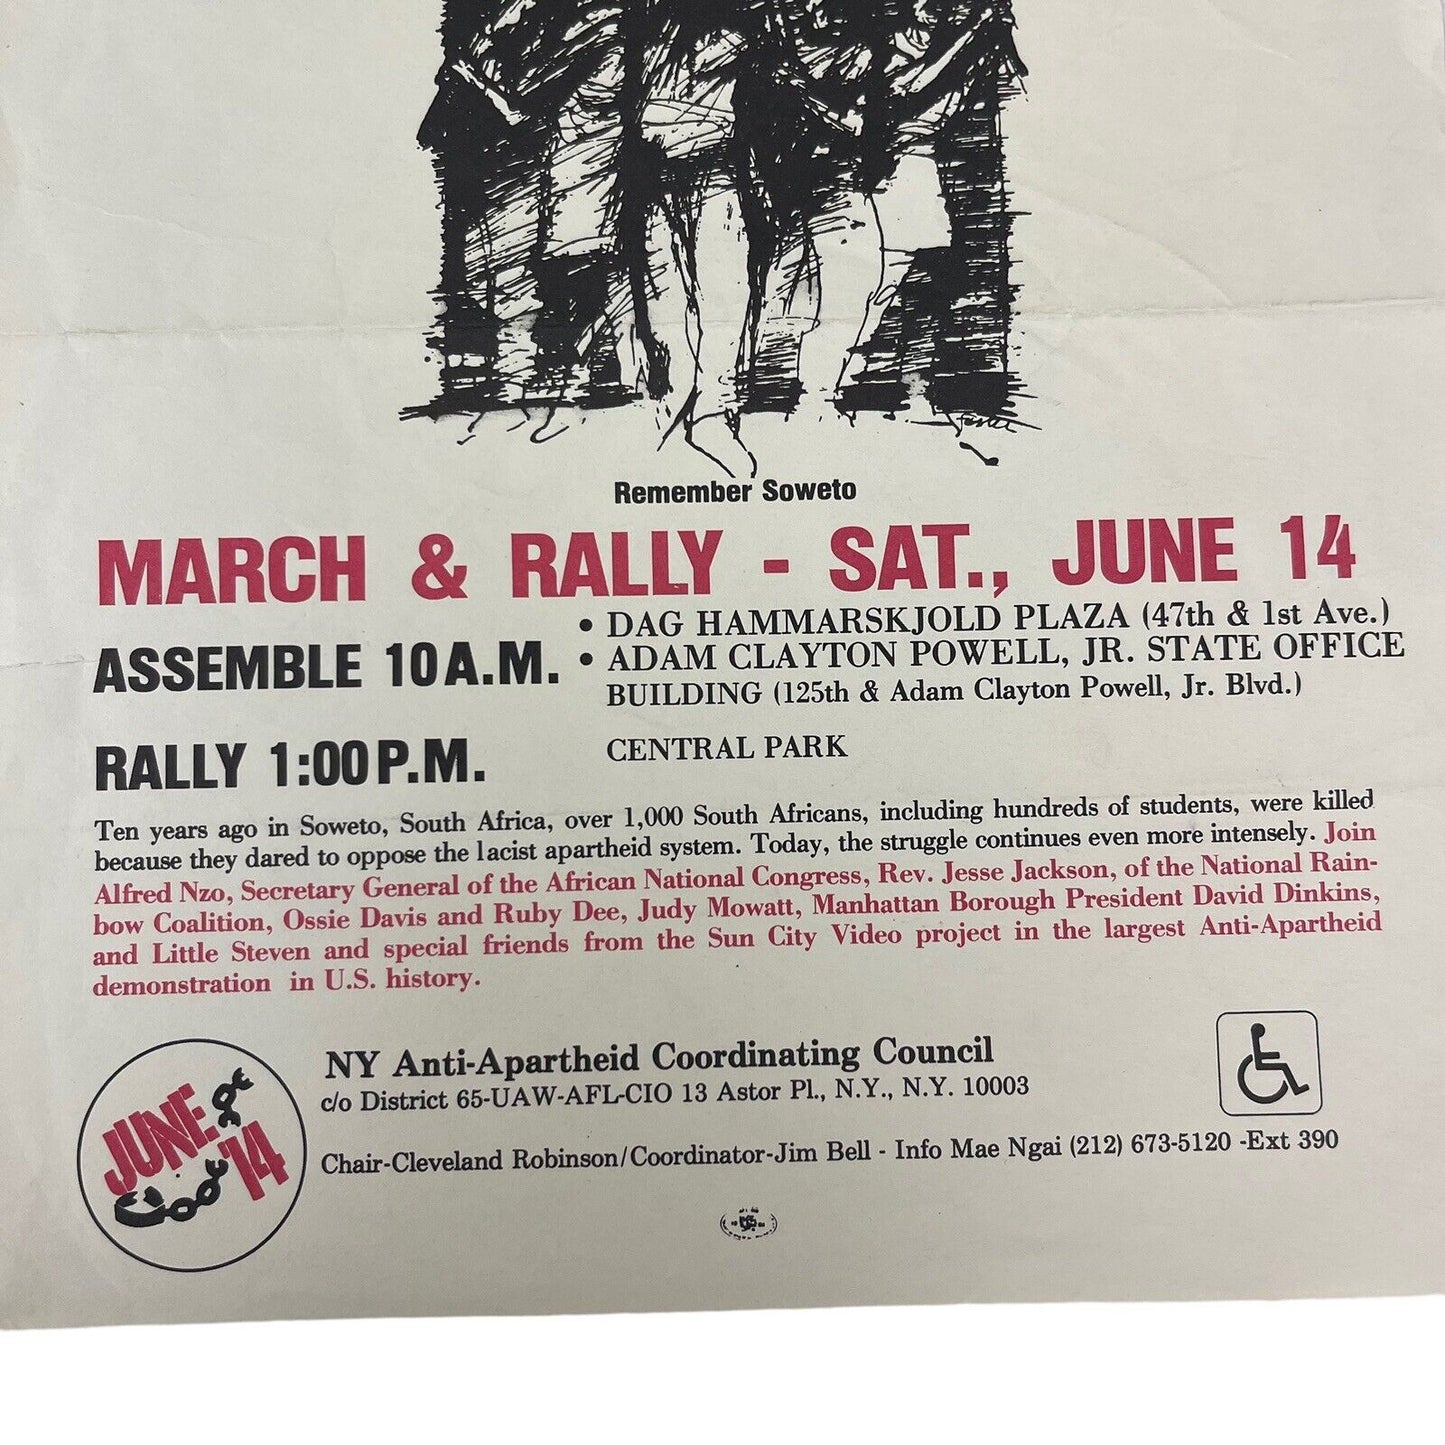 Remember Soweto
MARCH & RALLY - SAT., JUNE 14
ASSEMBLE 10 A.M.
• DAG HAMMARSKJOLD PLAZA (47th & 1st Ave.)
• ADAM CLAYTON POWELL, JR. STATE OFFICE
BUILDING (125th & Adam Clayton Powell, Jr. Blvd.)
RALLY 1:00 P.M.
CENTRAL PARK
Ten years ago in Soweto, South Africa, over 1,000 South Africans, including hundreds of students, were killed
because they dared to oppose the lacist apartheid system. Today, the struggle continues even more intensely. Join
Alfred Nzo, Secretary General of the African National Congress, Rev. Jesse Jackson, of the National Rain-
bow Coalition, Ossie Davis and Ruby Dee, Judy Mowatt, Manhattan Borough President David Dinkins,
and Little Steven and special friends from the Sun City Video project in the largest Anti-Apartheid
demonstration in U.S. history.
JUNE
'14
NY Anti-Apartheid Coordinating Council
c/o District 65-UAW-AFL-CIO 13 Astor Pl., N.Y., N.Y. 10003
Chair-Cleveland Robinson/Coordinator-Jim Bell - Info Mae Ngai (212) 673-5120 -Ext 390